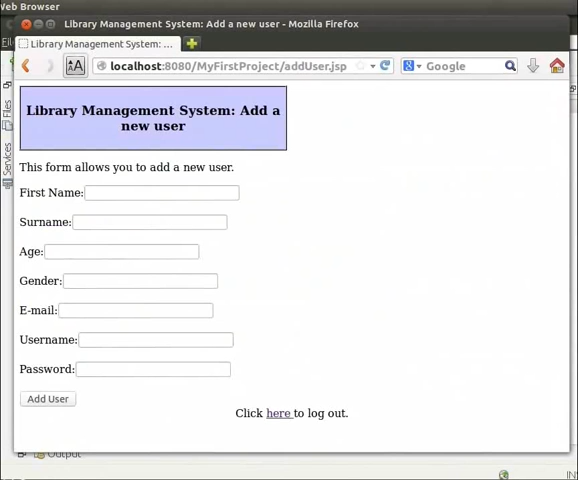 Web Browser
Library Management System: Add a new user - Mozilla Firefox
Library Management System: ...
localhost:8080/MyFirstProject/addUser.jsp
Google
Files
Services
Library Management System: Add a
new user
This form allows you to add a new user.
First Name:
Surname:
Age:
Gender:
E-mail:
Username:
Password:
Add User
Click here to log out.
Output